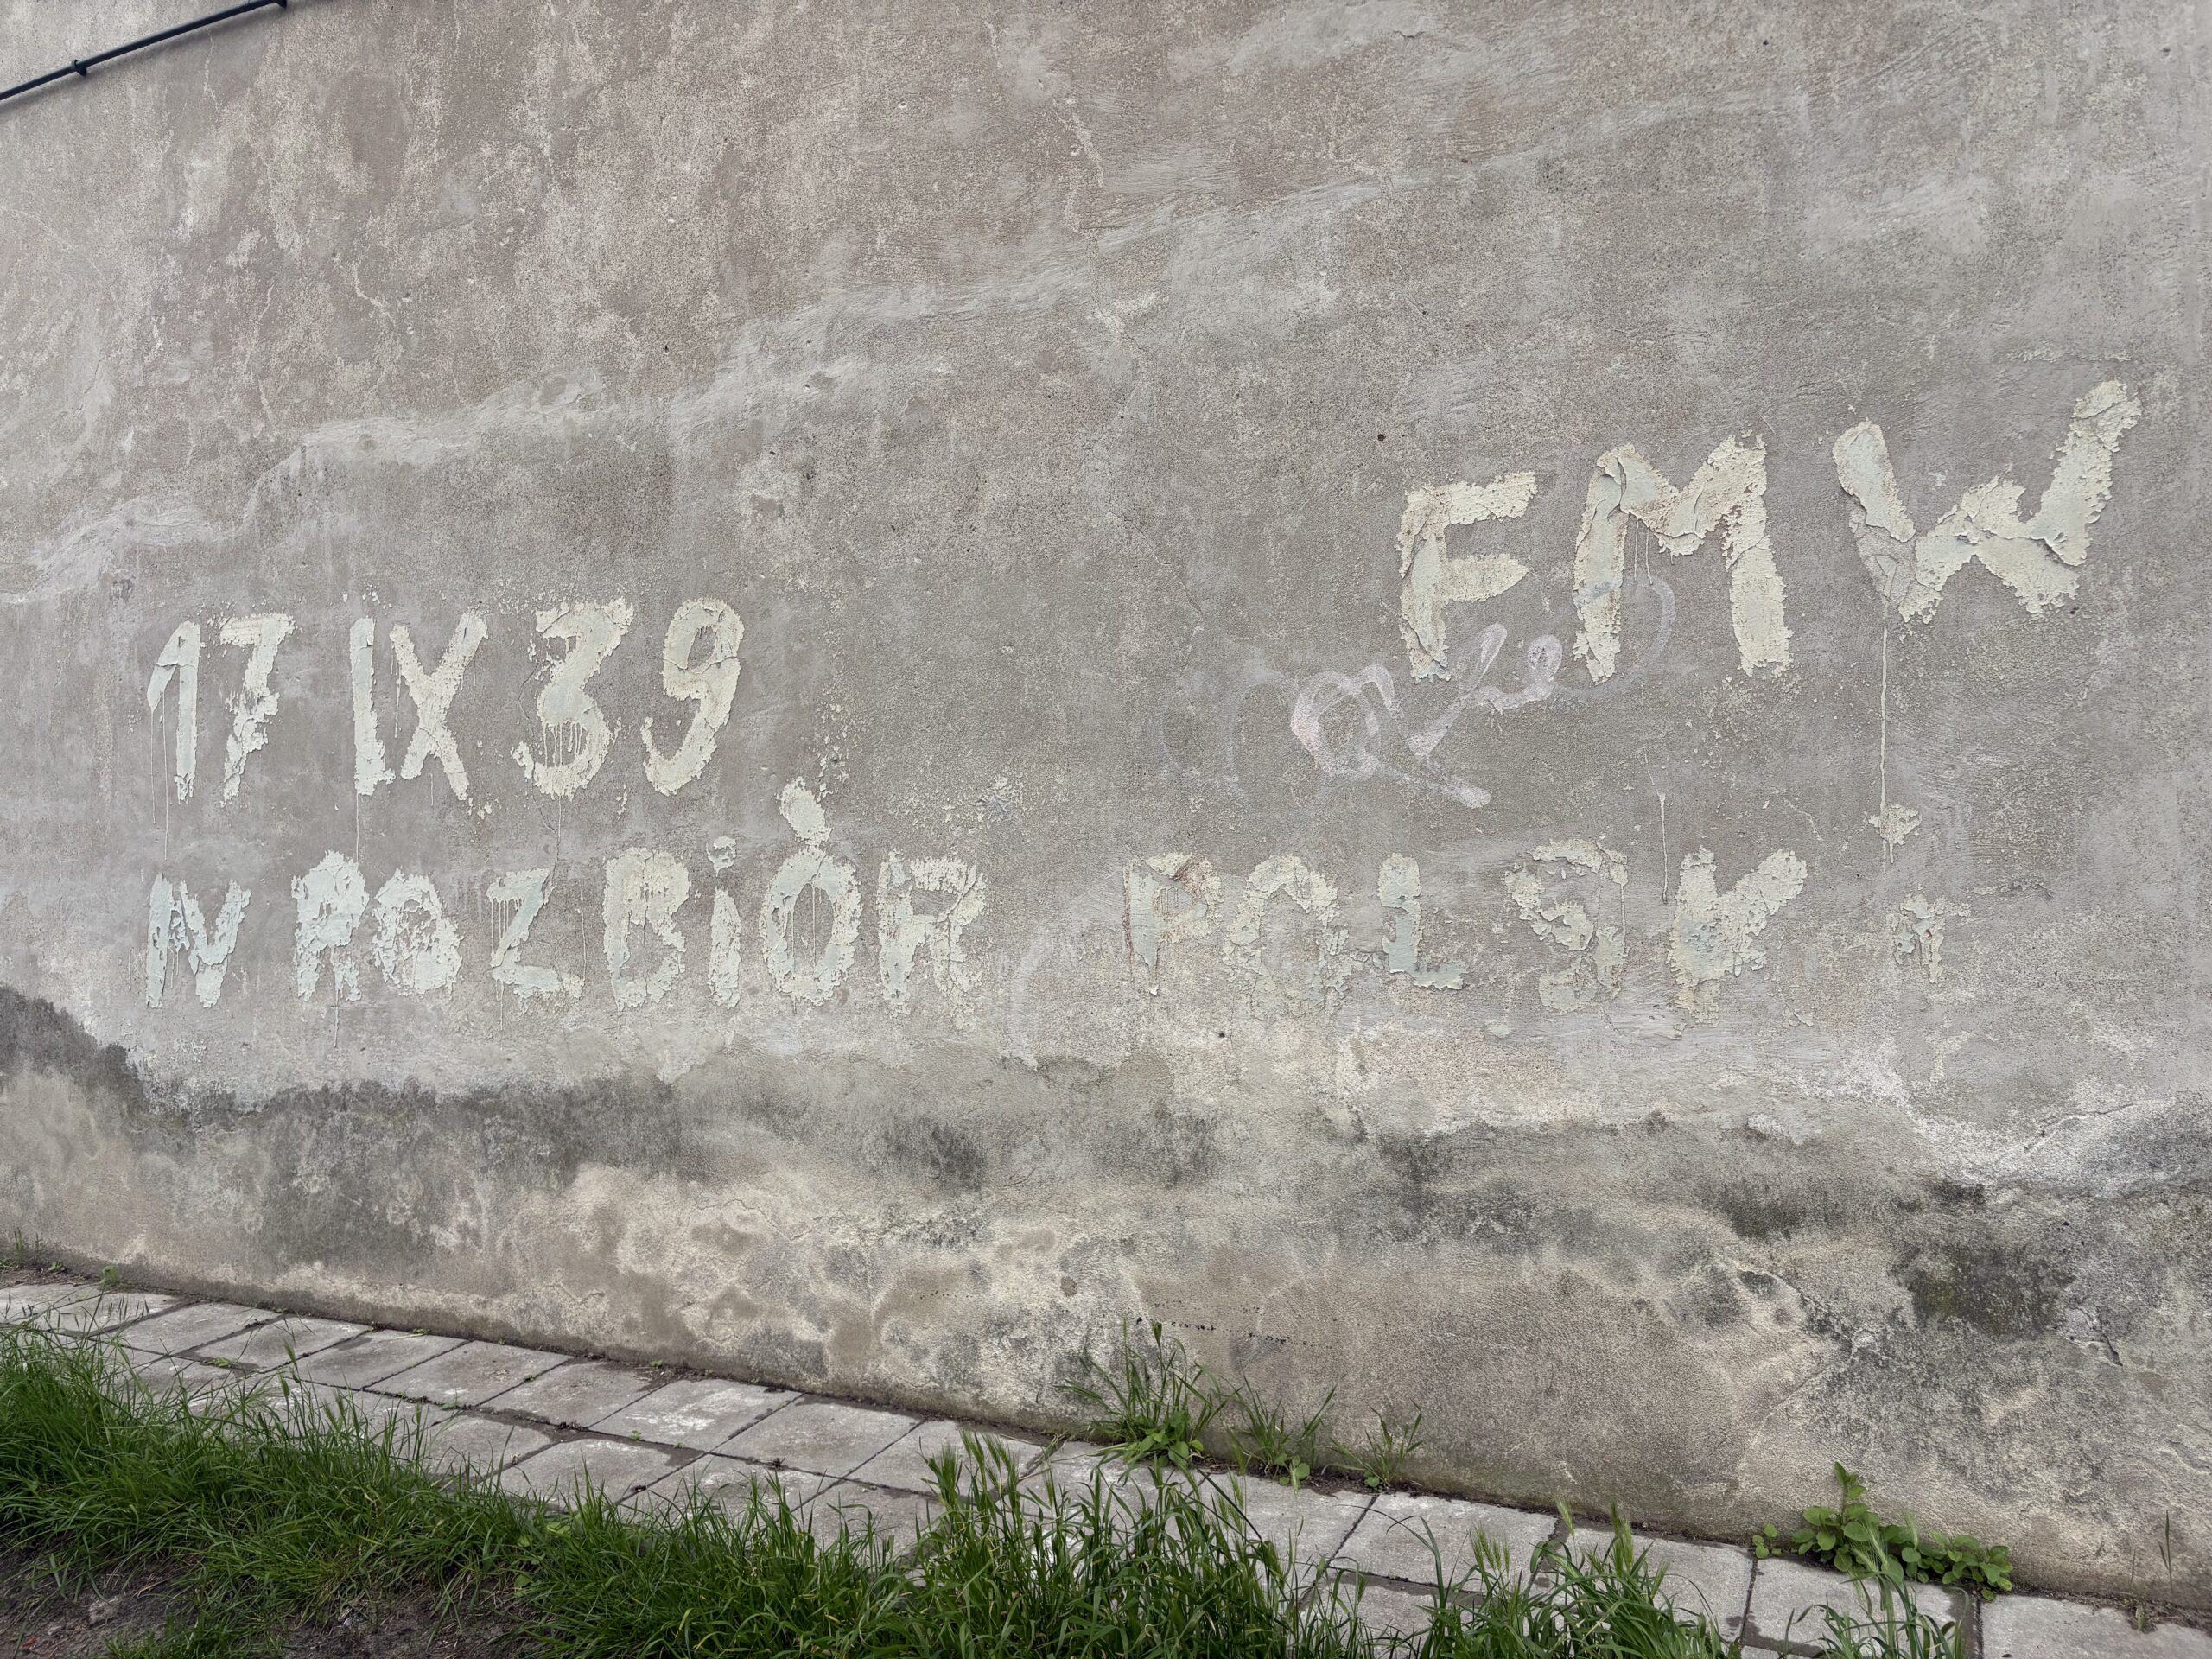 17 IX 39
FMW
IV ROZBIÓR POLSKI